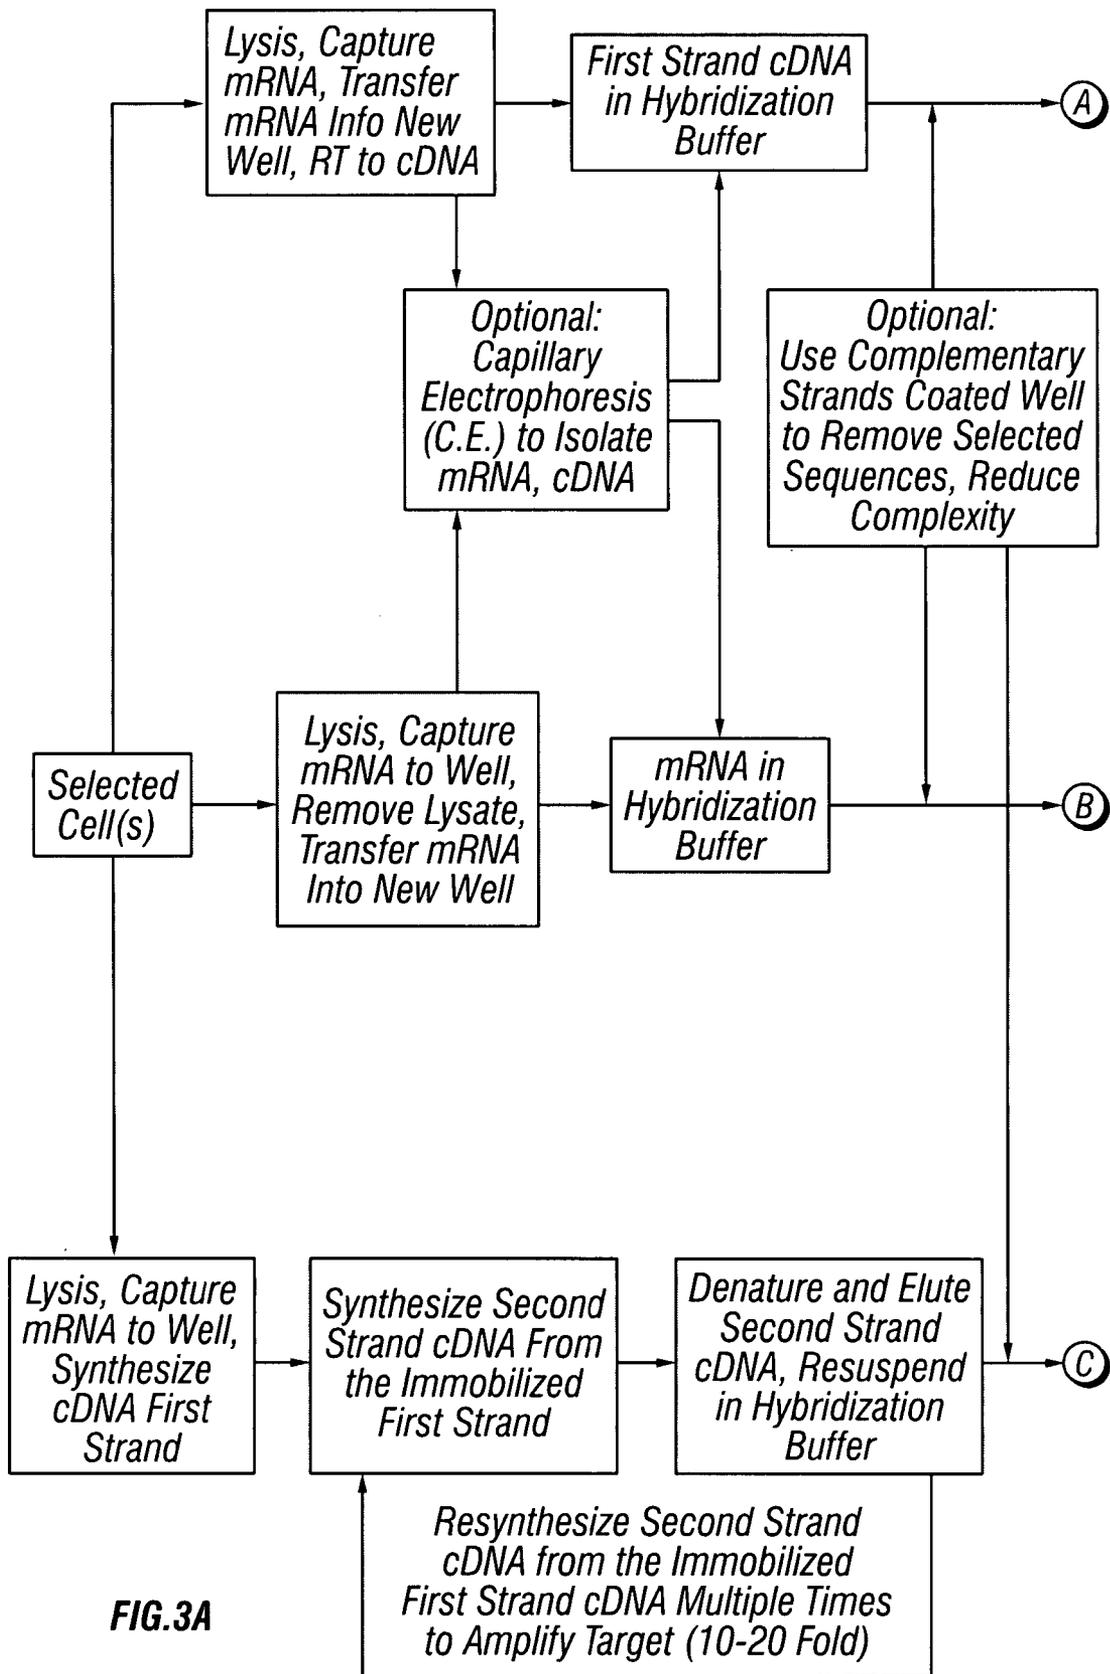 Lysis, Capture
mRNA, Transfer
mRNA Into New
Well, RT to cDNA
First Strand cDNA
in Hybridization
Buffer
A
Optional:
Capillary
Electrophoresis
(C.E.) to Isolate
mRNA, cDNA
Optional:
Use Complementary
Strands Coated Well
to Remove Selected
Sequences, Reduce
Complexity
Selected
Cell(s)
Lysis, Capture
mRNA to Well,
Remove Lysate,
Transfer mRNA
Into New Well
mRNA in
Hybridization
Buffer
B
Lysis, Capture
mRNA to Well,
Synthesize
cDNA First
Strand
Synthesize Second
Strand cDNA From
the Immobilized
First Strand
Denature and Elute
Second Strand
cDNA, Resuspend
in Hybridization
Buffer
C
Resynthesize Second Strand
cDNA from the Immobilized
First Strand cDNA Multiple Times
to Amplify Target (10-20 Fold)
FIG.3A